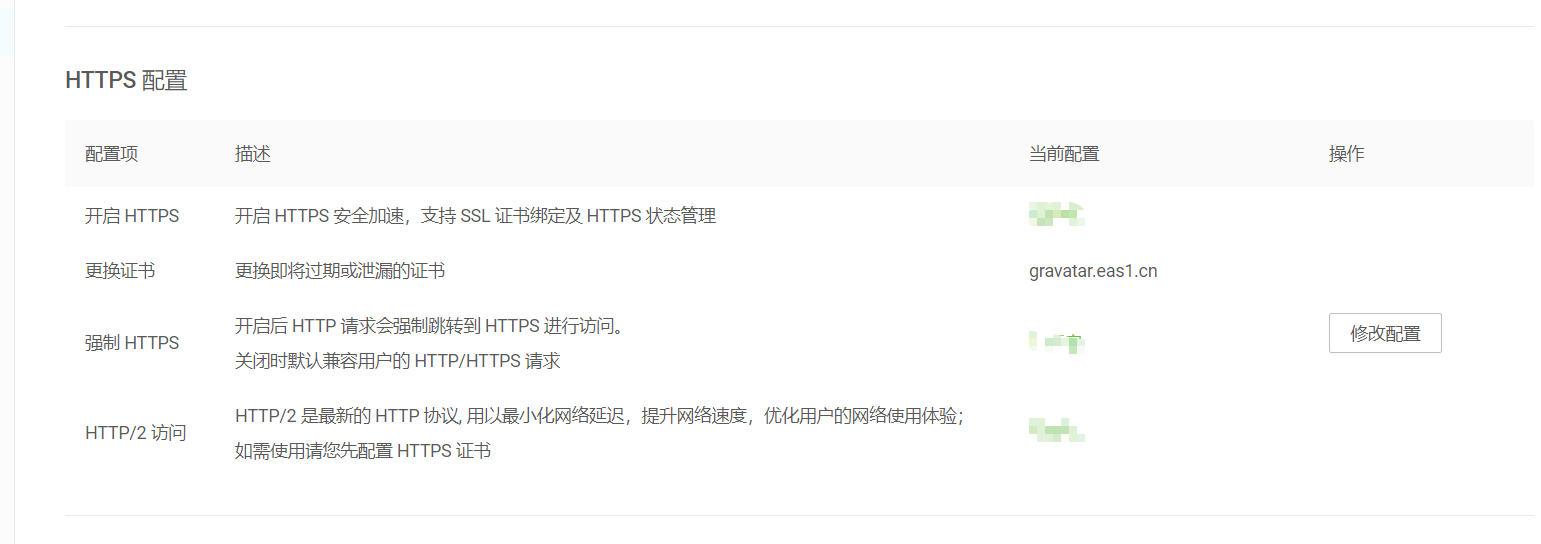 HTTPS 配置
配置项 描述 当前配置 操作
开启 HTTPS 开启 HTTPS 安全加速，支持 SSL 证书绑定及 HTTPS 状态管理
更换证书 更换即将过期或泄漏的证书 gravatar.eas1.cn
强制 HTTPS 开启后 HTTP 请求会强制跳转到 HTTPS 进行访问。
关闭时默认兼容用户的 HTTP/HTTPS 请求
修改配置
HTTP/2 访问 HTTP/2 是最新的 HTTP 协议, 用以最小化网络延迟，提升网络速度，优化用户的网络使用体验；
如需使用请您先配置 HTTPS 证书